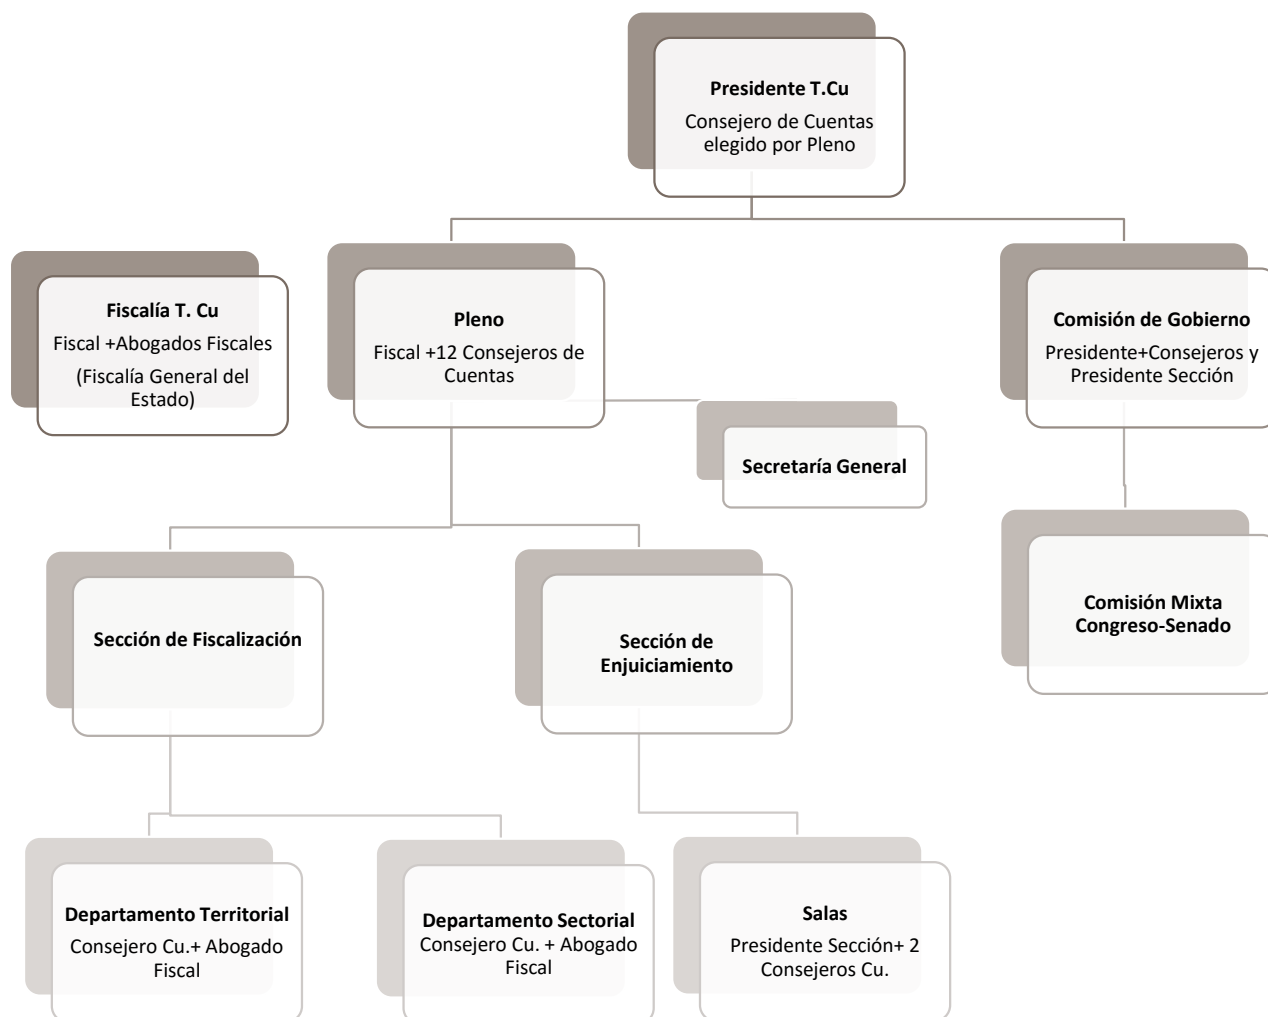 Presidente T.Cu
Consejero de Cuentas
elegido por Pleno
Fiscalía T. Cu
Fiscal +Abogados Fiscales
(Fiscalía General del
Estado)
Pleno
Fiscal +12 Consejeros de
Cuentas
Comisión de Gobierno
Presidente+Consejeros y
Presidente Sección
Secretaría General
Sección de Fiscalización
Sección de
Enjuiciamiento
Comisión Mixta
Congreso-Senado
Departamento Territorial
Consejero Cu.+ Abogado
Fiscal
Departamento Sectorial
Consejero Cu. + Abogado
Fiscal
Salas
Presidente Sección+ 2
Consejeros Cu.